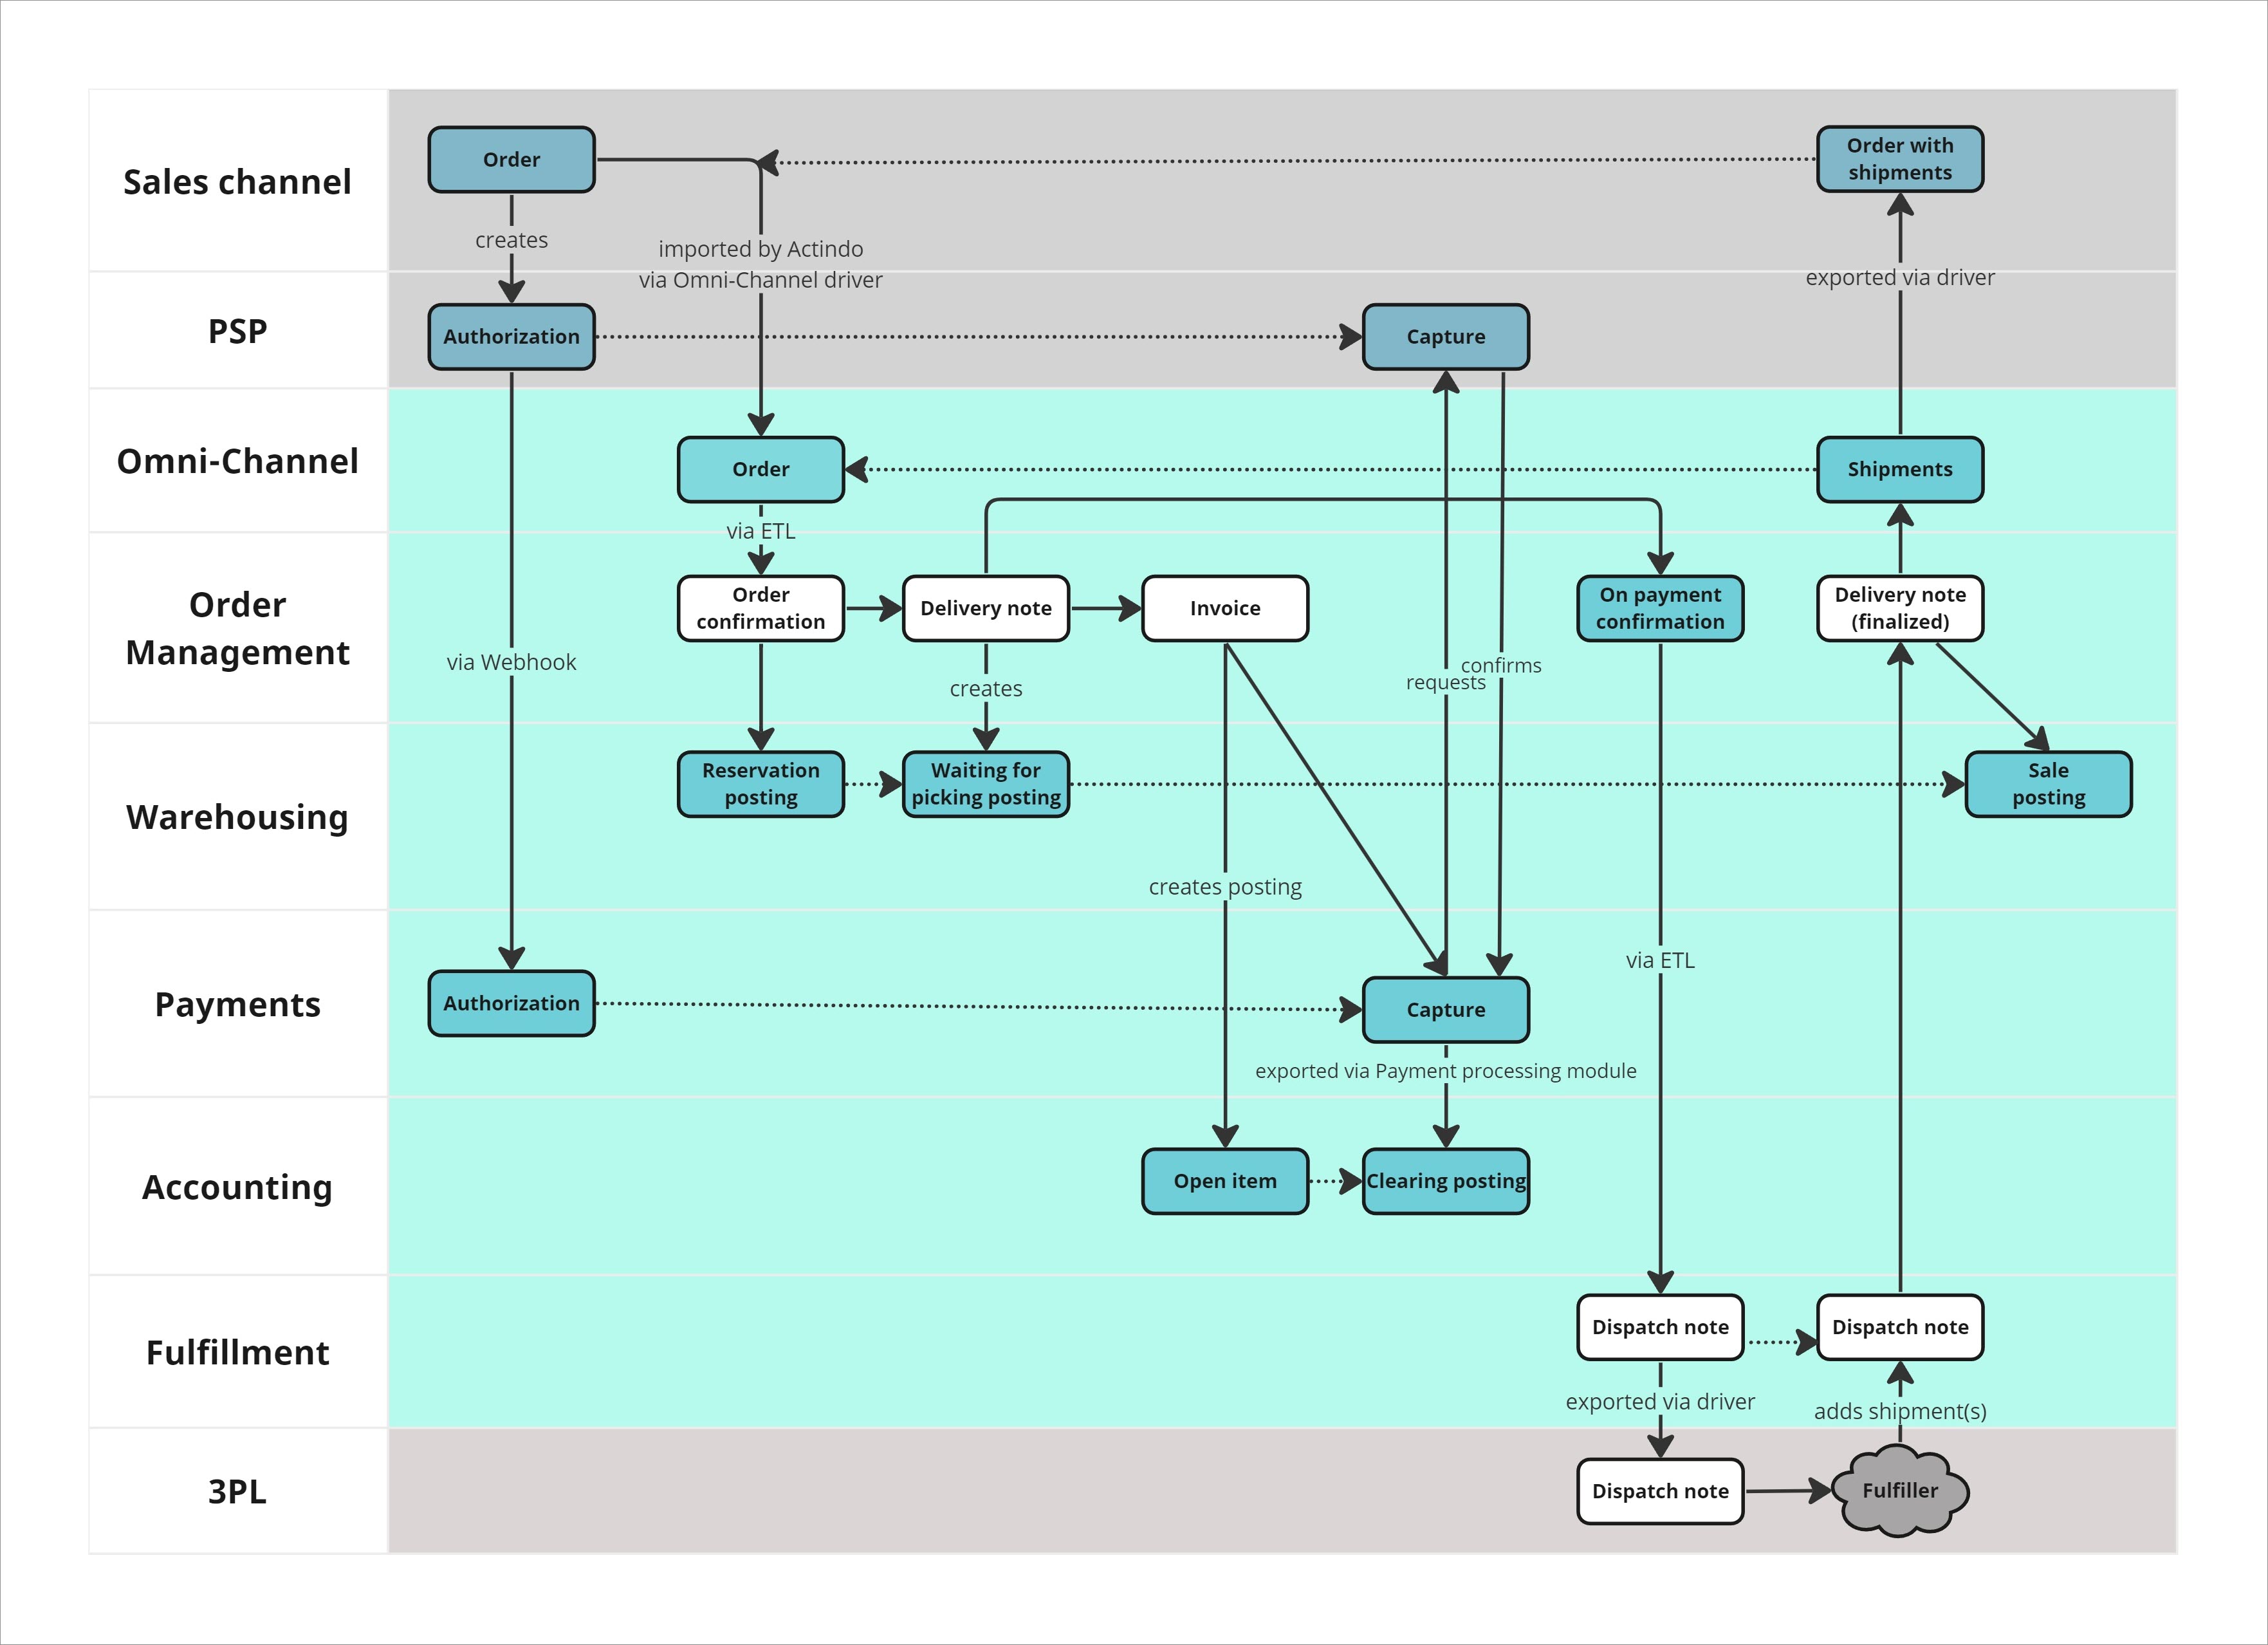 Sales channel
Order
Order with
shipments
creates
imported by Actindo
via Omni-Channel driver
exported via driver
PSP
Authorization
Capture
Omni-Channel
Order
Shipments
via ETL
Order
Management
Order
confirmation
Delivery note
Invoice
On payment
confirmation
Delivery note
(finalized)
via Webhook
creates
confirms
requests
Warehousing
Reservation
posting
Waiting for
picking posting
Sale
posting
creates posting
via ETL
Payments
Authorization
Capture
exported via Payment processing module
Accounting
Open item
Clearing posting
Fulfillment
Dispatch note
Dispatch note
exported via driver
adds shipment(s)
3PL
Dispatch note
Fulfiller